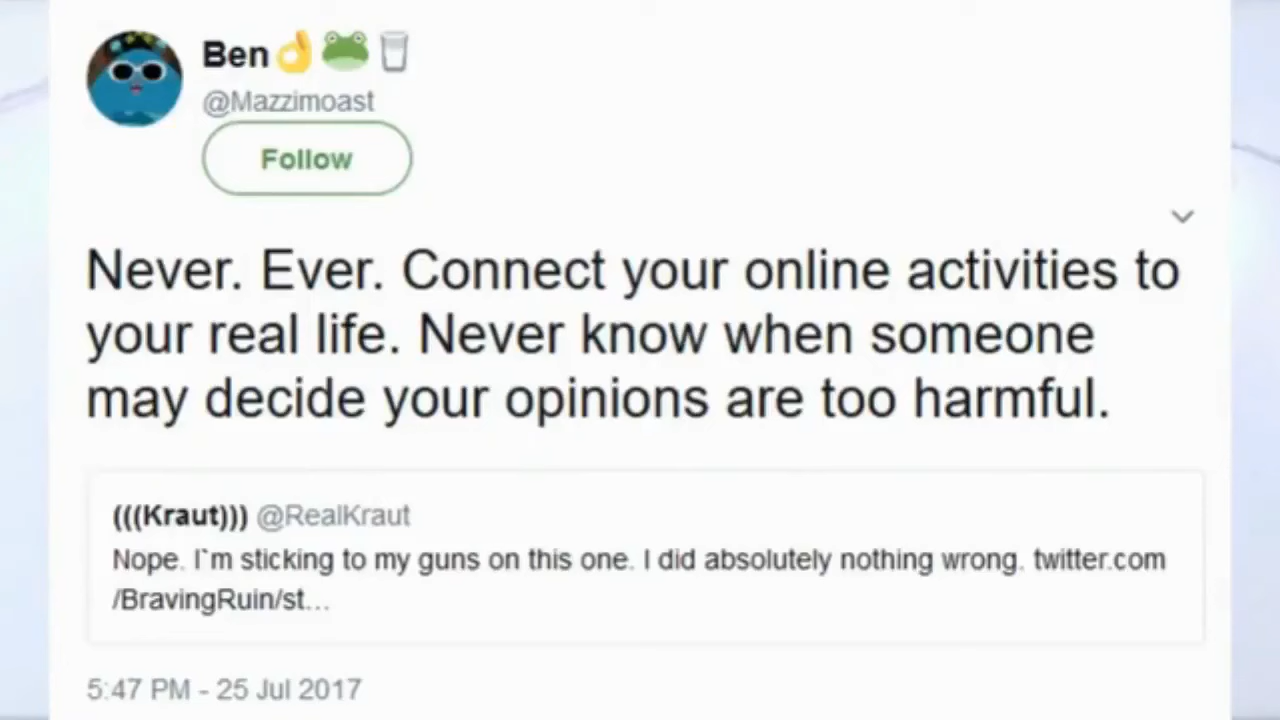 Ben👌🐸🥛
@Mazzimoast
Follow
Never. Ever. Connect your online activities to
your real life. Never know when someone
may decide your opinions are too harmful.
(((Kraut))) @RealKraut
Nope. I`m sticking to my guns on this one. I did absolutely nothing wrong. twitter.com
/BravingRuin/st...
5:47 PM - 25 Jul 2017